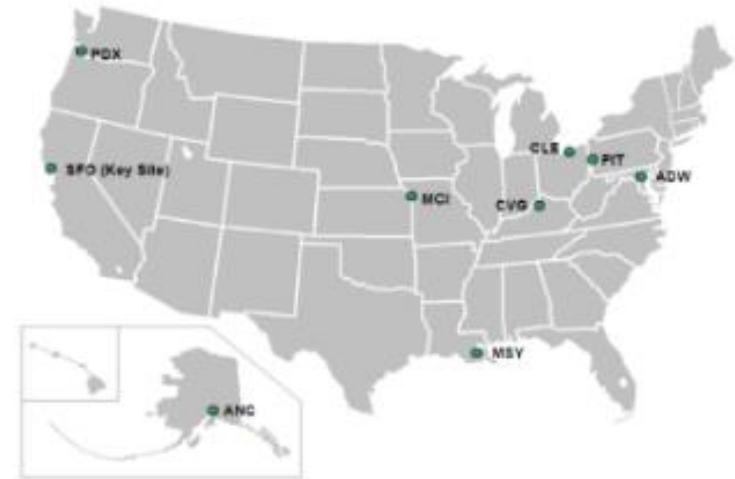 PDX
CLE
PIT
SFO (Key Site)
ADW
MCI
CVG
MSY
ANC